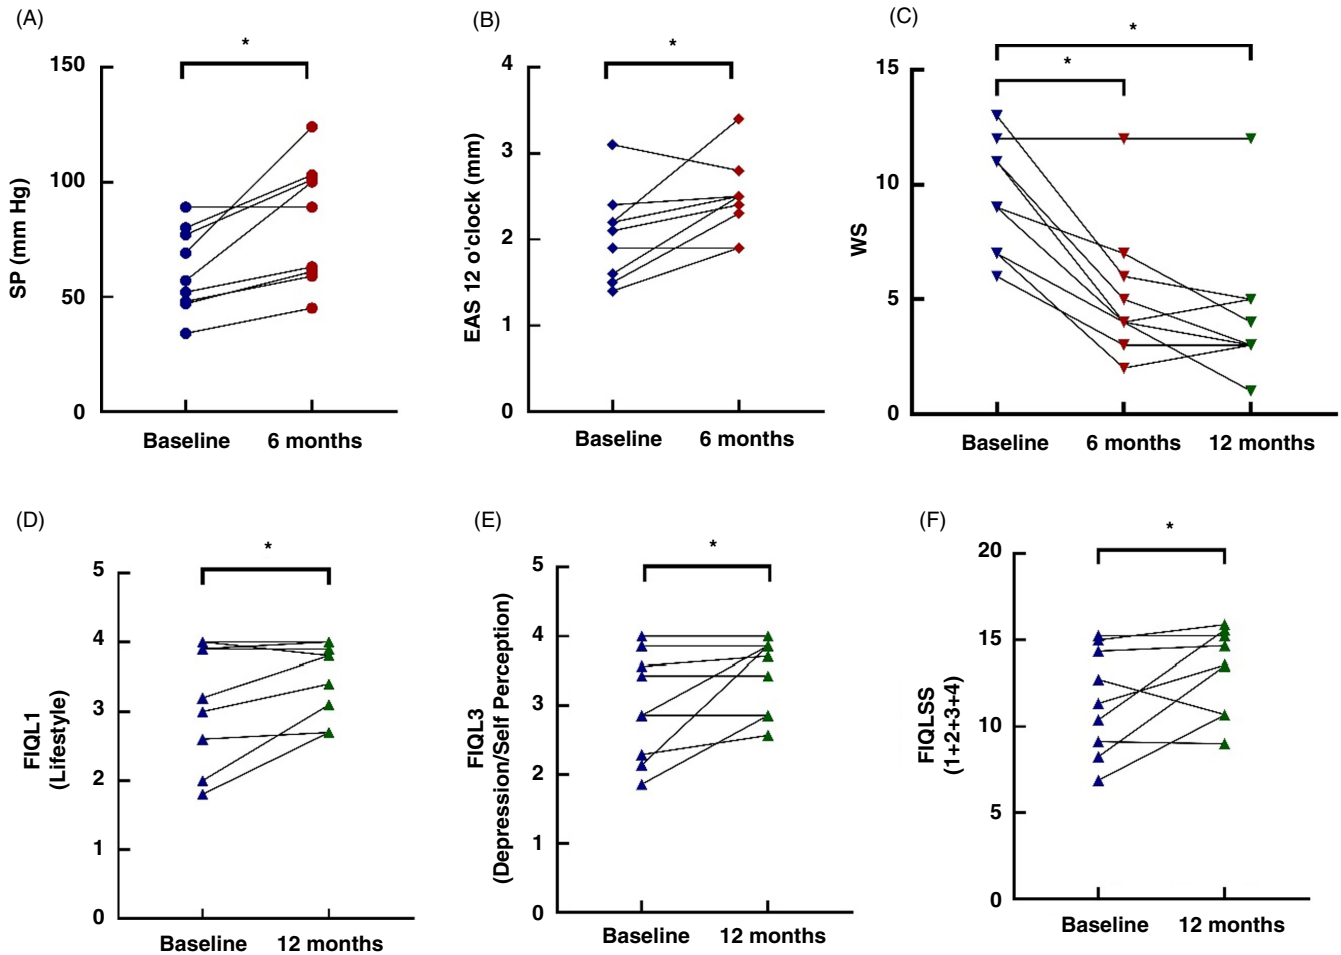 (A)
*
150
100
50
0
SP (mm Hg)
Baseline
6 months
(B)
*
4
3
2
1
0
EAS 12 o'clock (mm)
Baseline
6 months
(C)
*
*
15
10
5
0
WS
Baseline
6 months
12 months
(D)
*
5
4
3
2
1
0
FIQL1
(Lifestyle)
Baseline
12 months
(E)
*
5
4
3
2
1
0
FIQL3
(Depression/Self Perception)
Baseline
12 months
(F)
*
20
15
10
5
0
FIQLSS
(1+2+3+4)
Baseline
12 months